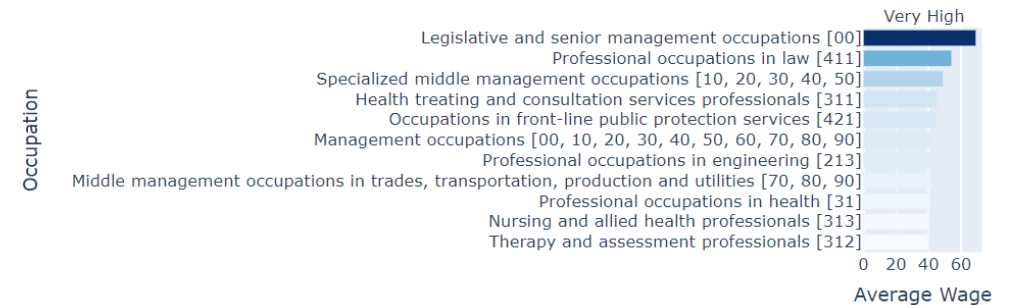 Very High
Legislative and senior management occupations [00]
Professional occupations in law [411]
Specialized middle management occupations [10, 20, 30, 40, 50]
Health treating and consultation services professionals [311]
Occupations in front-line public protection services [421]
Management occupations [00, 10, 20, 30, 40, 50, 60, 70, 80, 90]
Professional occupations in engineering [213]
Middle management occupations in trades, transportation, production and utilities [70, 80, 90]
Professional occupations in health [31]
Nursing and allied health professionals [313]
Therapy and assessment professionals [312]
Occupation
0 20 40 60
Average Wage